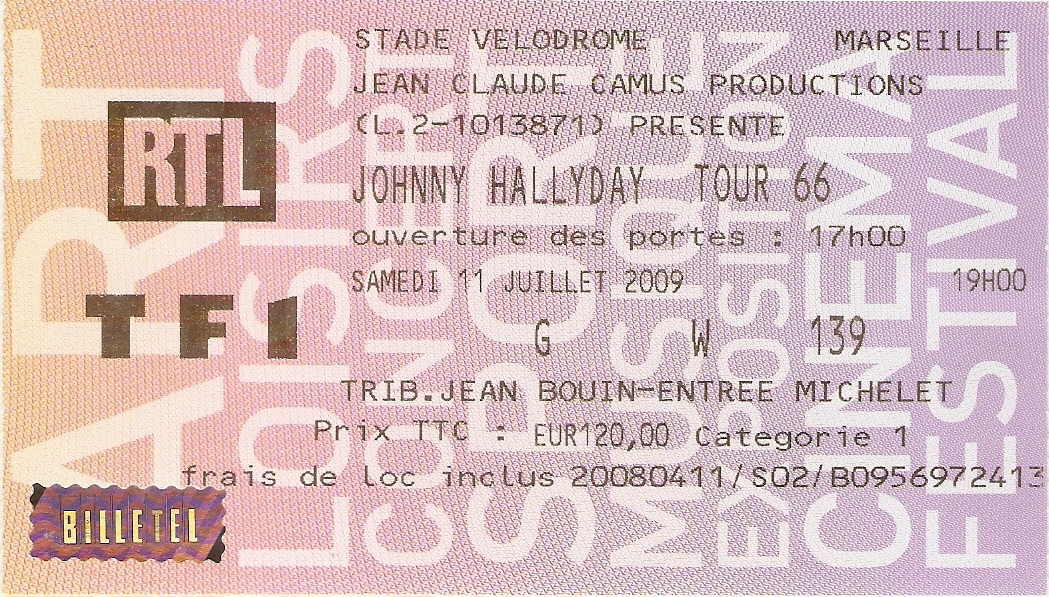 STADE VELODROME MARSEILLE
JEAN CLAUDE CAMUS PRODUCTIONS
(L.2-1013871) PRESENTE
RTL
JOHNNY HALLYDAY TOUR 66
ouverture des portes : 17h00
SAMEDI 11 JUILLET 2009 19H00
TF1
G W 139
TRIB.JEAN BOUIN-ENTREE MICHELET
Prix TTC : EUR120,00 Categorie 1
frais de loc inclus 20080411/S02/B0956972413
BILLETEL
ART
LOISIRS
CONCERT
SPORT
MUSIQUE
EXPOSITION
CINEMA
FESTIVAL